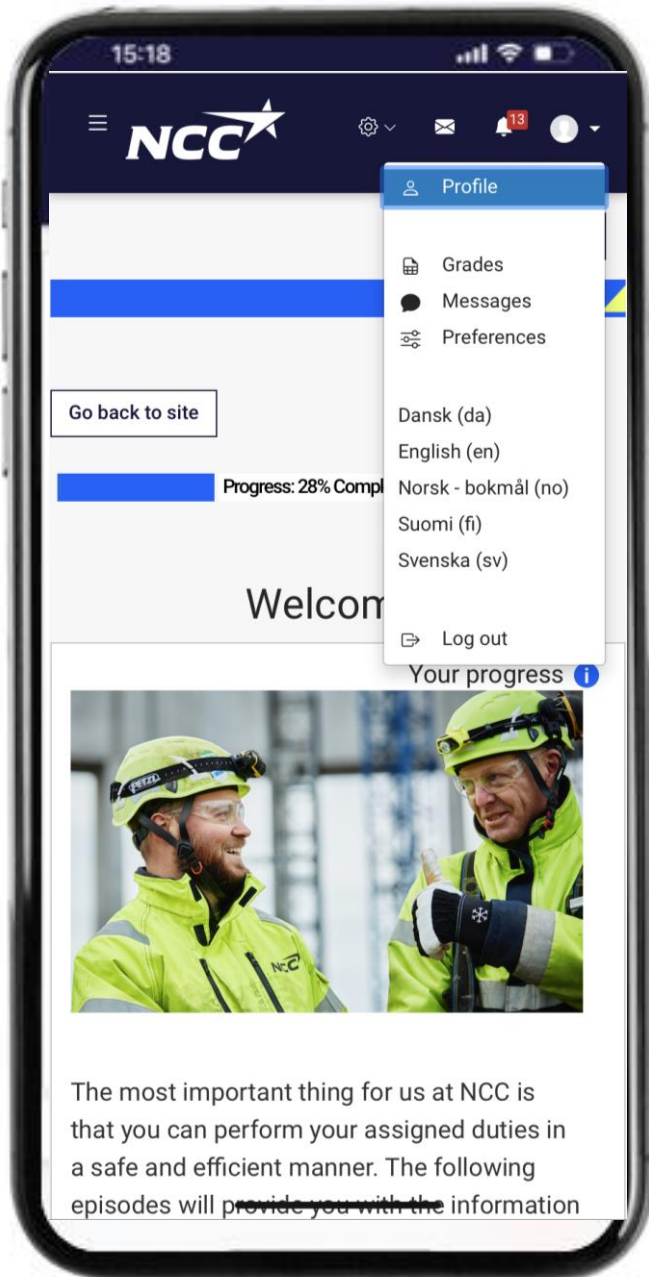 15:18
NCC
13
Profile
Grades
Messages
Preferences
Go back to site
Dansk (da)
English (en)
Progress: 28% Compl
Norsk - bokmål (no)
Suomi (fi)
Svenska (sv)
Welcom
Log out
Your progress
PETZL
NCC
The most important thing for us at NCC is
that you can perform your assigned duties in
a safe and efficient manner. The following
episodes will provide you with the information